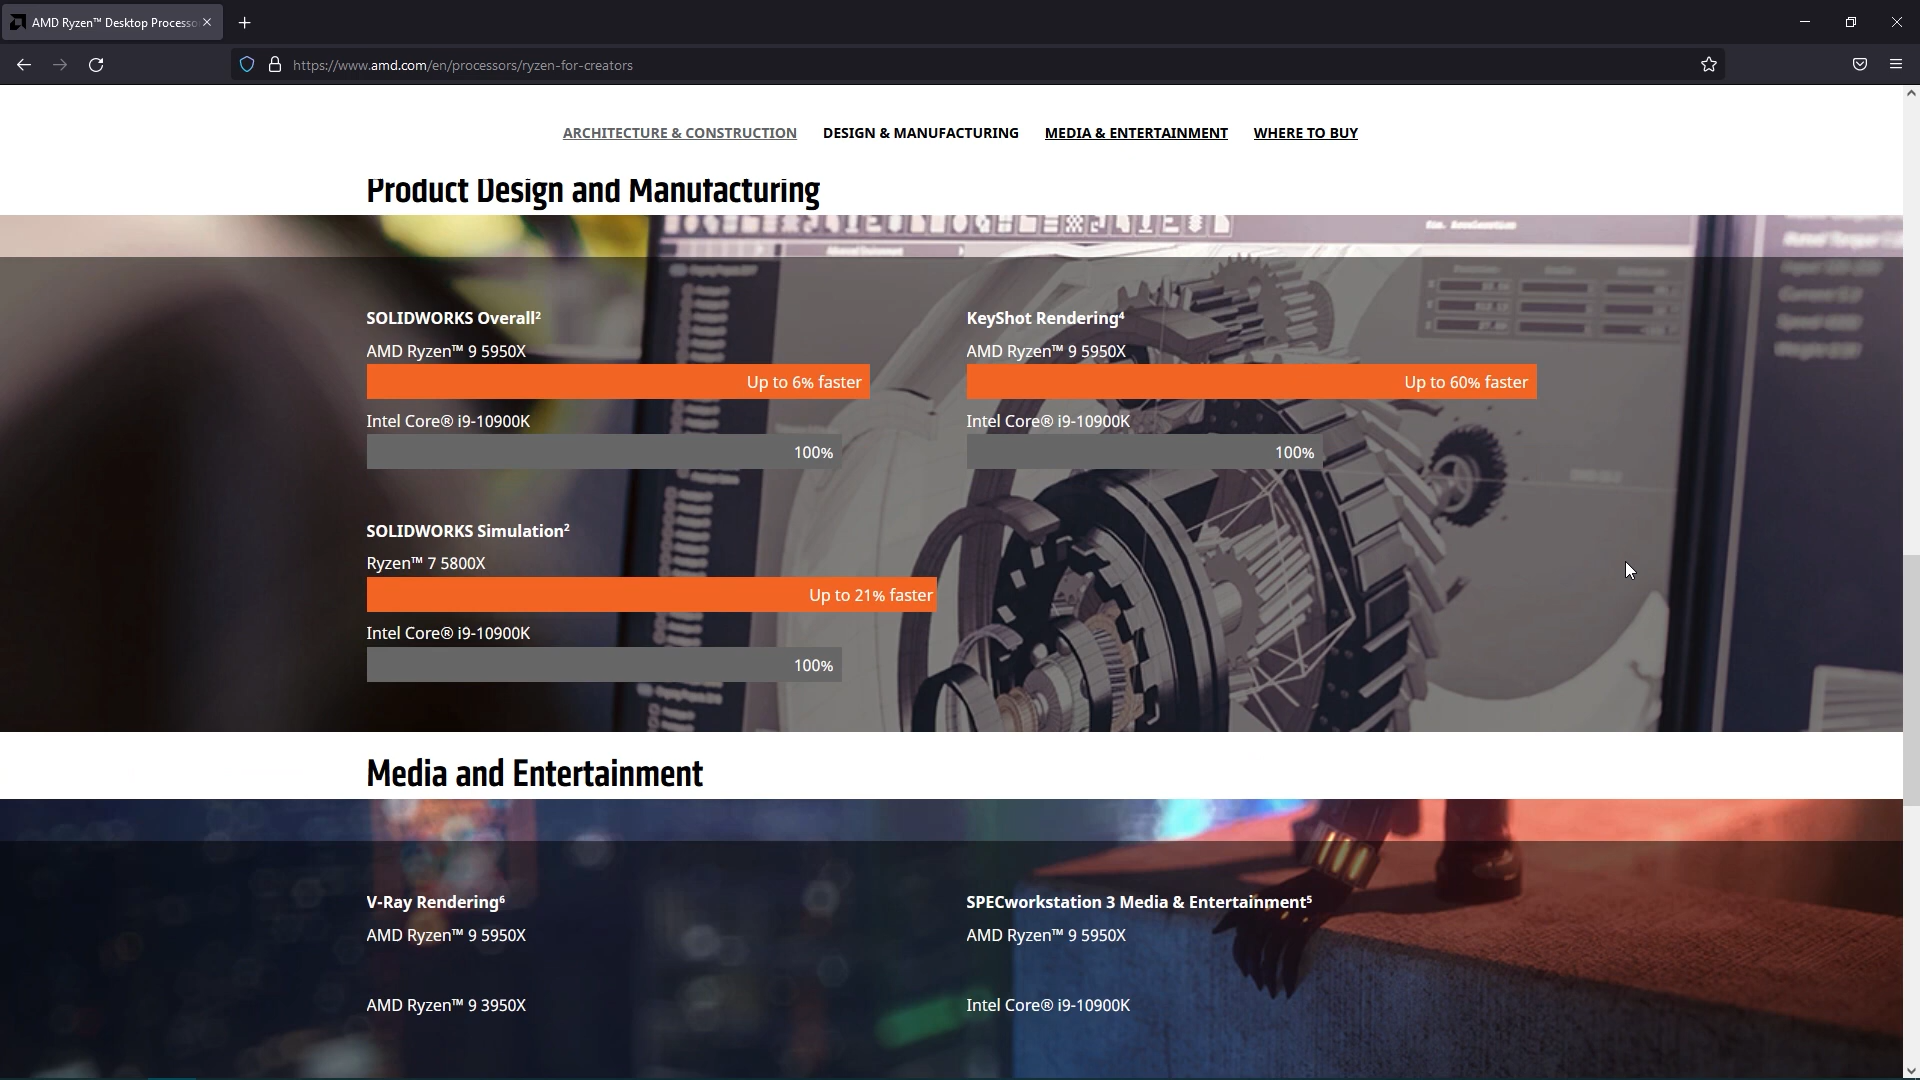 AMD Ryzen™ Desktop Processo
https://www.amd.com/en/processors/ryzen-for-creators
ARCHITECTURE & CONSTRUCTION DESIGN & MANUFACTURING MEDIA & ENTERTAINMENT WHERE TO BUY
Product Design and Manufacturing
SOLIDWORKS Overall²
AMD Ryzen™ 9 5950X
Up to 6% faster
Intel Core® i9-10900K
100%
KeyShot Rendering⁴
AMD Ryzen™ 9 5950X
Up to 60% faster
Intel Core® i9-10900K
100%
SOLIDWORKS Simulation²
Ryzen™ 7 5800X
Up to 21% faster
Intel Core® i9-10900K
100%
Media and Entertainment
V-Ray Rendering⁶
AMD Ryzen™ 9 5950X
AMD Ryzen™ 9 3950X
SPECworkstation 3 Media & Entertainment⁵
AMD Ryzen™ 9 5950X
Intel Core® i9-10900K